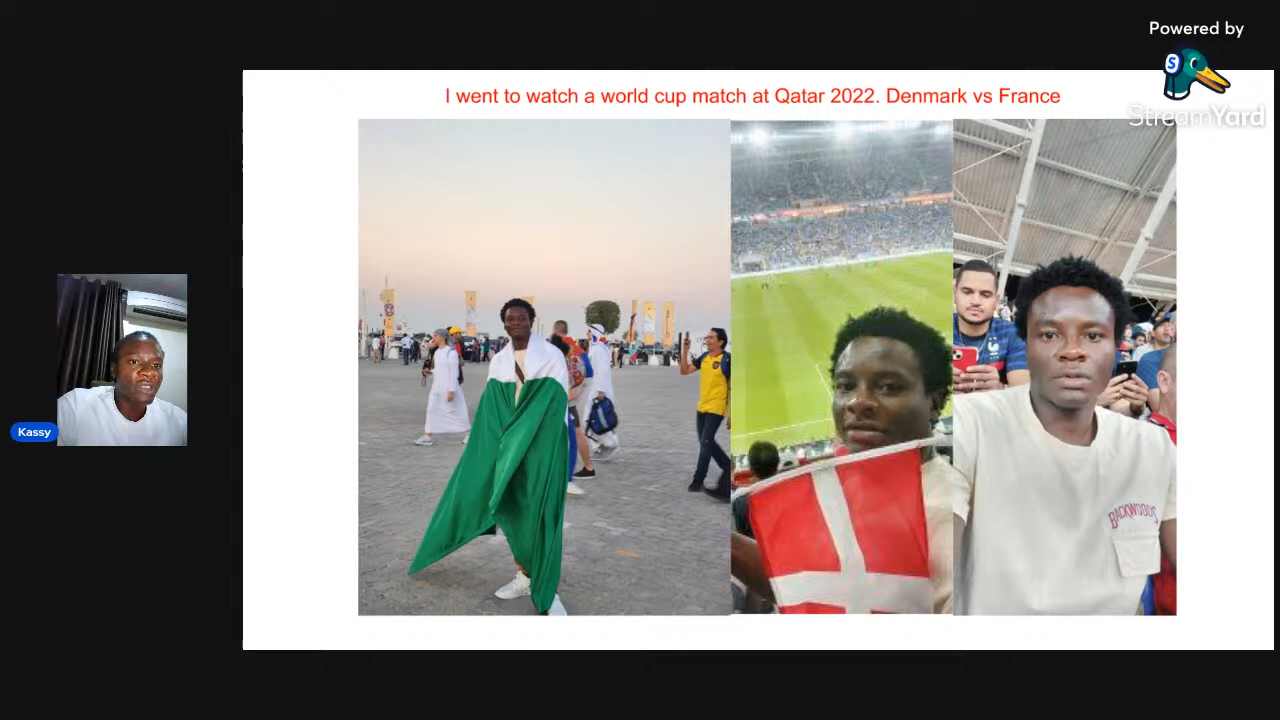 Powered by
S
StreamYard
I went to watch a world cup match at Qatar 2022. Denmark vs France
BACKWOODS
Kassy